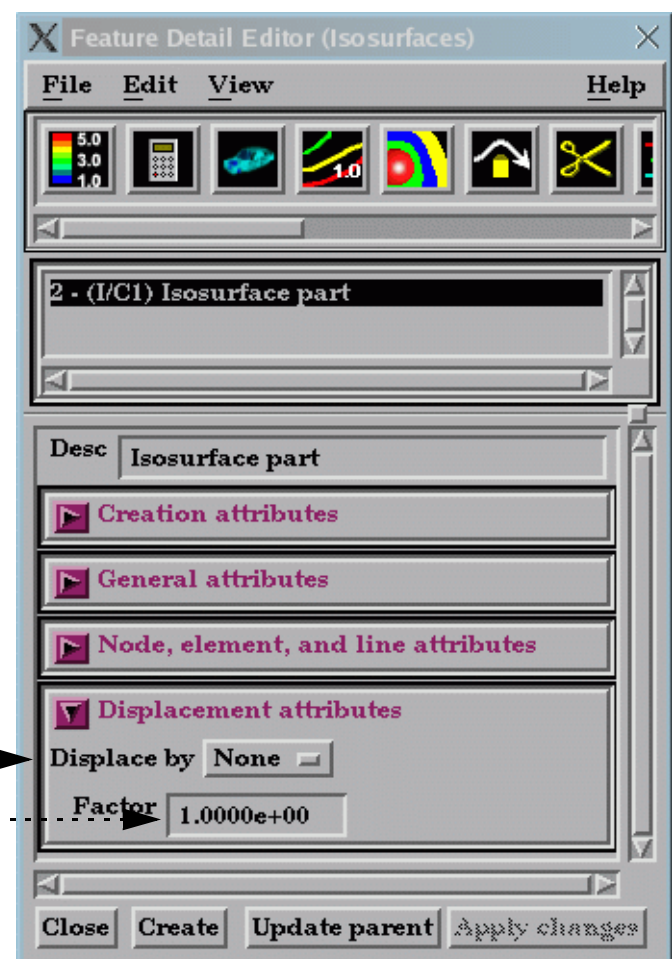 Feature Detail Editor (Isosurfaces)
File Edit View Help
5.0
3.0
1.0
1.0
2 - (I/C1) Isosurface part
Desc Isosurface part
Creation attributes
General attributes
Node, element, and line attributes
Displacement attributes
Displace by None
Factor 1.0000e+00
Close Create Update parent Apply changes